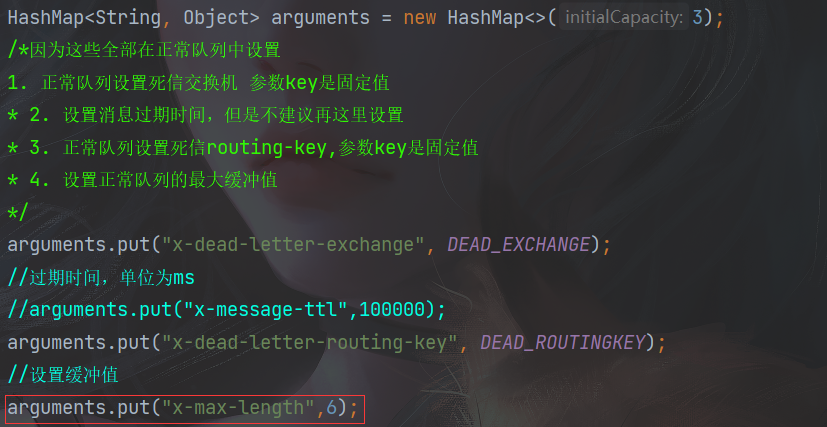 HashMap<String, Object> arguments = new HashMap<>( initialCapacity: 3);
/*因为这些全部在正常队列中设置
1. 正常队列设置死信交换机 参数key是固定值
* 2. 设置消息过期时间，但是不建议再这里设置
* 3. 正常队列设置死信routing-key,参数key是固定值
* 4. 设置正常队列的最大缓冲值
*/
arguments.put("x-dead-letter-exchange", DEAD_EXCHANGE);
//过期时间，单位为ms
//arguments.put("x-message-ttl",100000);
arguments.put("x-dead-letter-routing-key", DEAD_ROUTINGKEY);
//设置缓冲值
arguments.put("x-max-length",6);